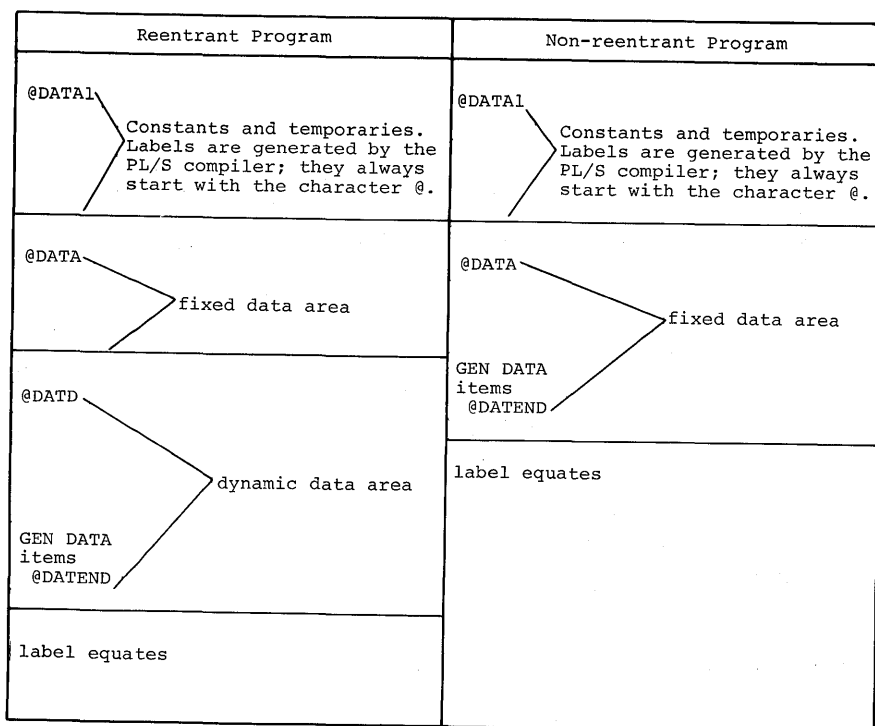 Reentrant Program
@DATA1
Constants and temporaries.
Labels are generated by the
PL/S compiler; they always
start with the character @.
@DATA
fixed data area
@DATD
dynamic data area
GEN DATA
items
@DATEND
label equates
Non-reentrant Program
@DATA1
Constants and temporaries.
Labels are generated by the
PL/S compiler; they always
start with the character @.
@DATA
fixed data area
GEN DATA
items
@DATEND
label equates